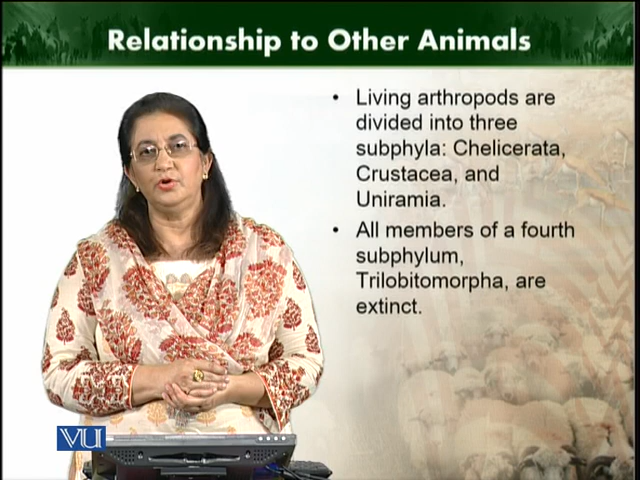 Relationship to Other Animals
• Living arthropods are
divided into three
subphyla: Chelicerata,
Crustacea, and
Uniramia.
• All members of a fourth
subphylum,
Trilobitomorpha, are
extinct.
VU